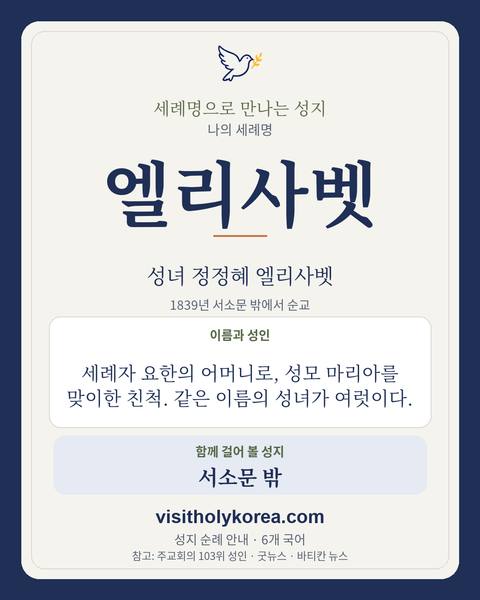 세례명으로 만나는 성지
나의 세례명
엘리사벳
성녀 정정혜 엘리사벳
1839년 서소문 밖에서 순교
이름과 성인
세례자 요한의 어머니로, 성모 마리아를
맞이한 친척. 같은 이름의 성녀가 여럿이다.
함께 걸어 볼 성지
서소문 밖
visitholykorea.com
성지 순례 안내 · 6개 국어
참고: 주교회의 103위 성인 · 굿뉴스 · 바티칸 뉴스